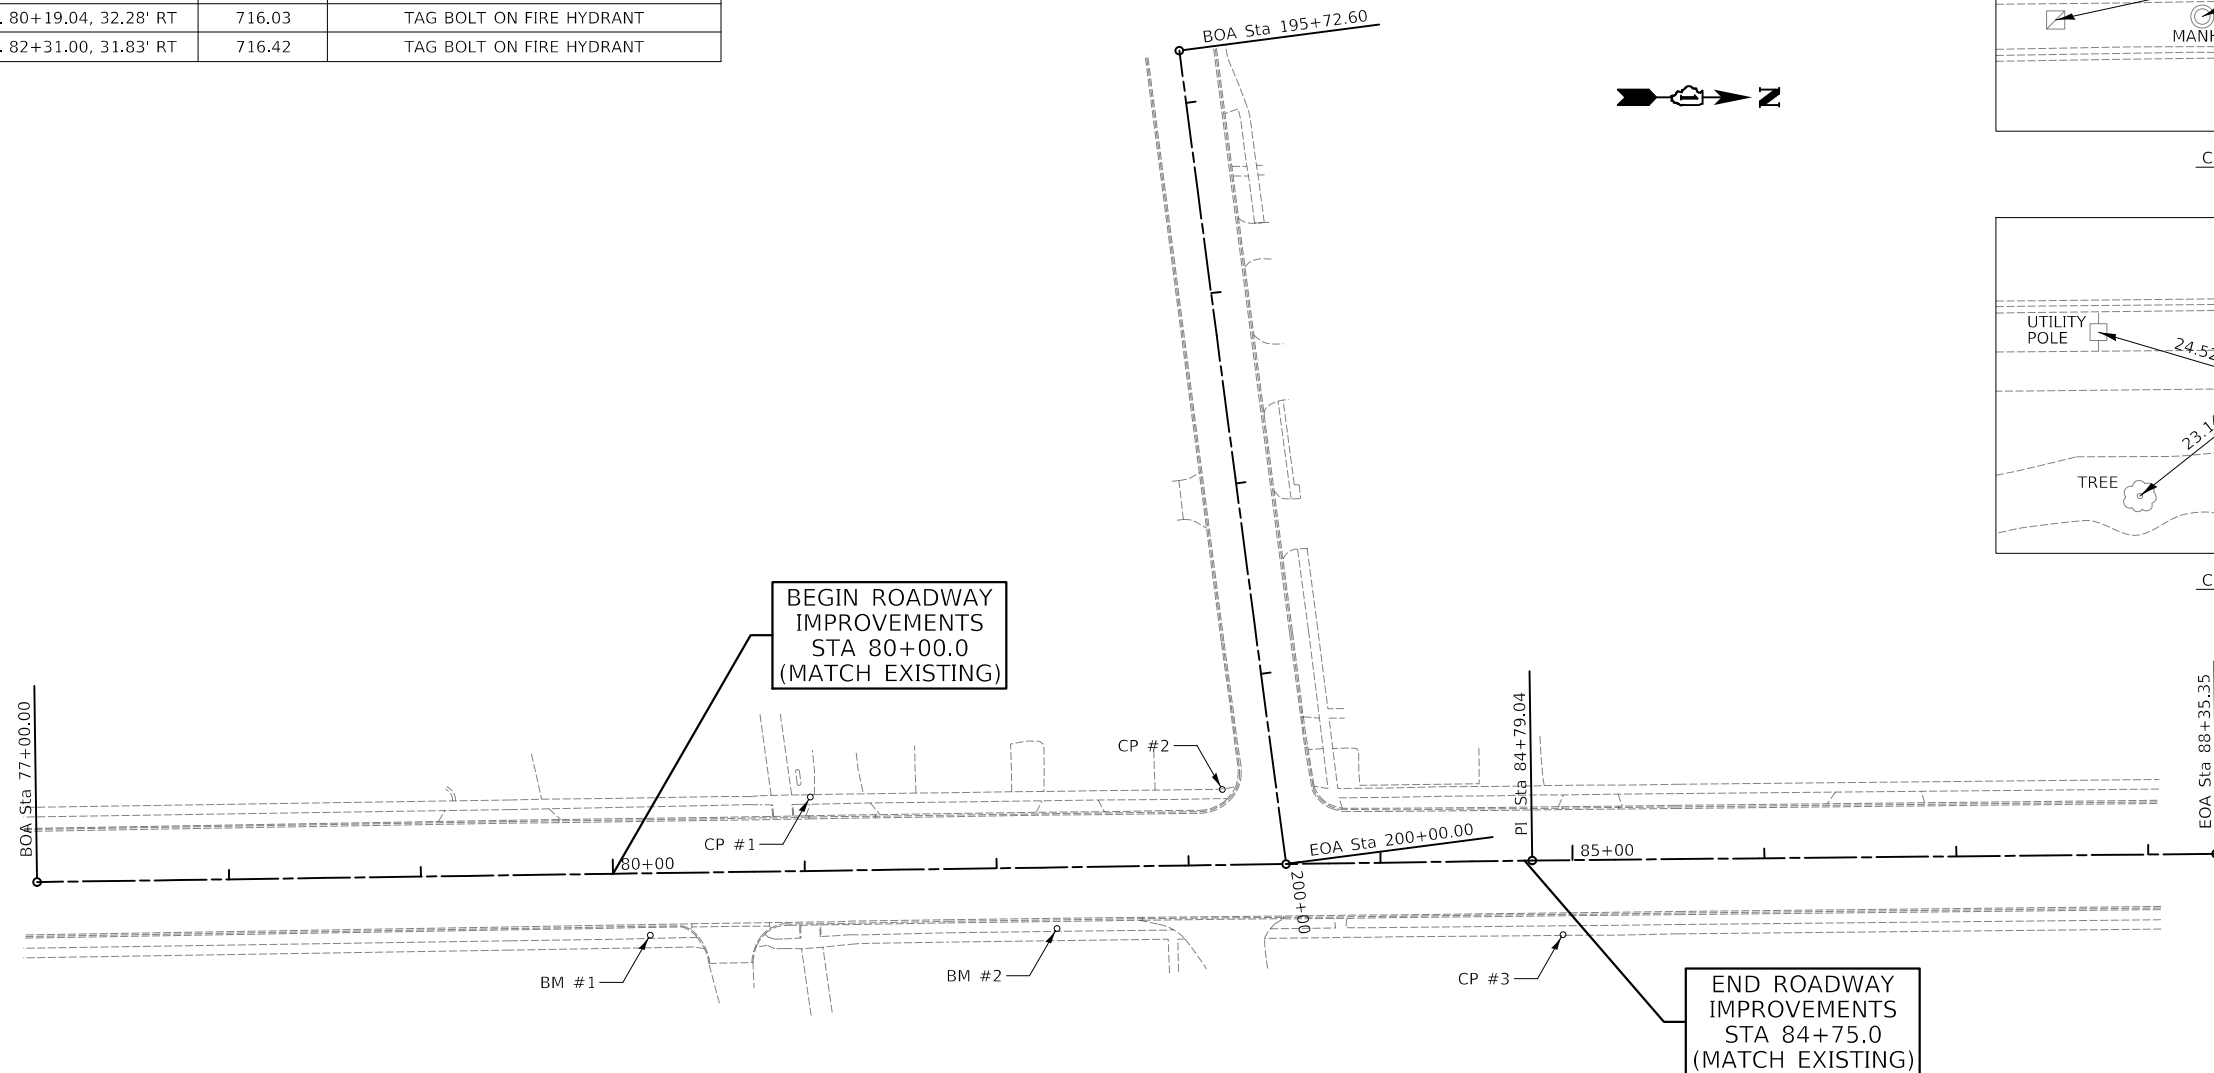 . 80+19.04, 32.28' RT 716.03 TAG BOLT ON FIRE HYDRANT
. 82+31.00, 31.83' RT 716.42 TAG BOLT ON FIRE HYDRANT
BOA Sta 195+72.60
N
UTILITY
POLE
TREE
BEGIN ROADWAY
IMPROVEMENTS
STA 80+00.0
(MATCH EXISTING)
BOA Sta 77+00.00
CP #2
PI Sta 84+79.04
EOA Sta 88+35.35
CP #1
EOA Sta 200+00.00
80+00
85+00
200+00
BM #1
BM #2
CP #3
END ROADWAY
IMPROVEMENTS
STA 84+75.0
(MATCH EXISTING)